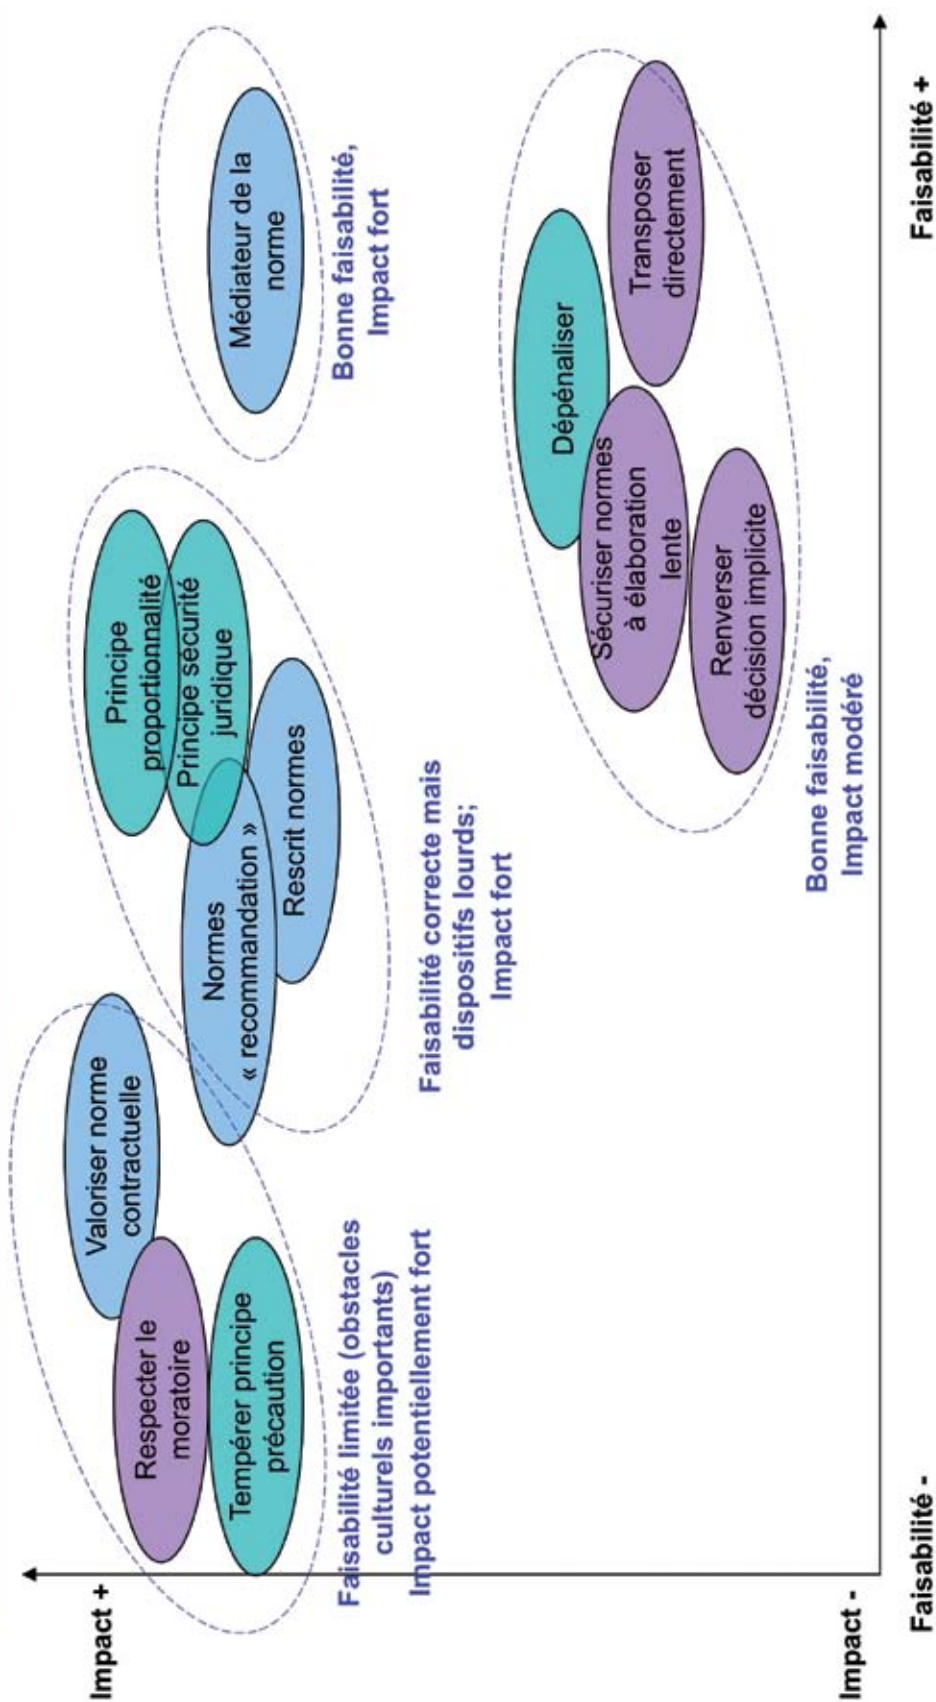 Impact +
Valoriser norme
contractuelle
Respecter le
moratoire
Tempérer principe
précaution
Faisabilité limitée (obstacles
culturels importants)
Impact potentiellement fort
Principe
proportionnalité
Principe sécurité
juridique
Normes
« recommandation »
Rescrit normes
Faisabilité correcte mais
dispositifs lourds;
Impact fort
Médiateur de la
norme
Bonne faisabilité,
Impact fort
Dépénaliser
Transposer
directement
Sécuriser normes
à élaboration
lente
Renverser
décision implicite
Bonne faisabilité,
Impact modéré
Impact -
Faisabilité -
Faisabilité +